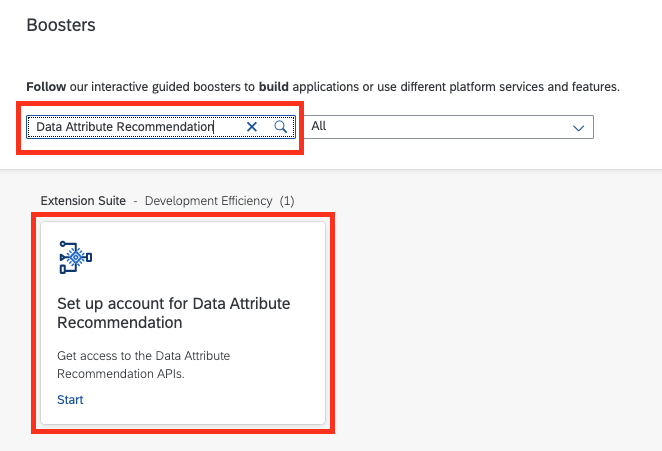 Boosters
Follow our interactive guided boosters to build applications or use different platform services and features.
Data Attribute Recommendation
All
Extension Suite - Development Efficiency (1)
Set up account for Data Attribute
Recommendation
Get access to the Data Attribute
Recommendation APIs.
Start